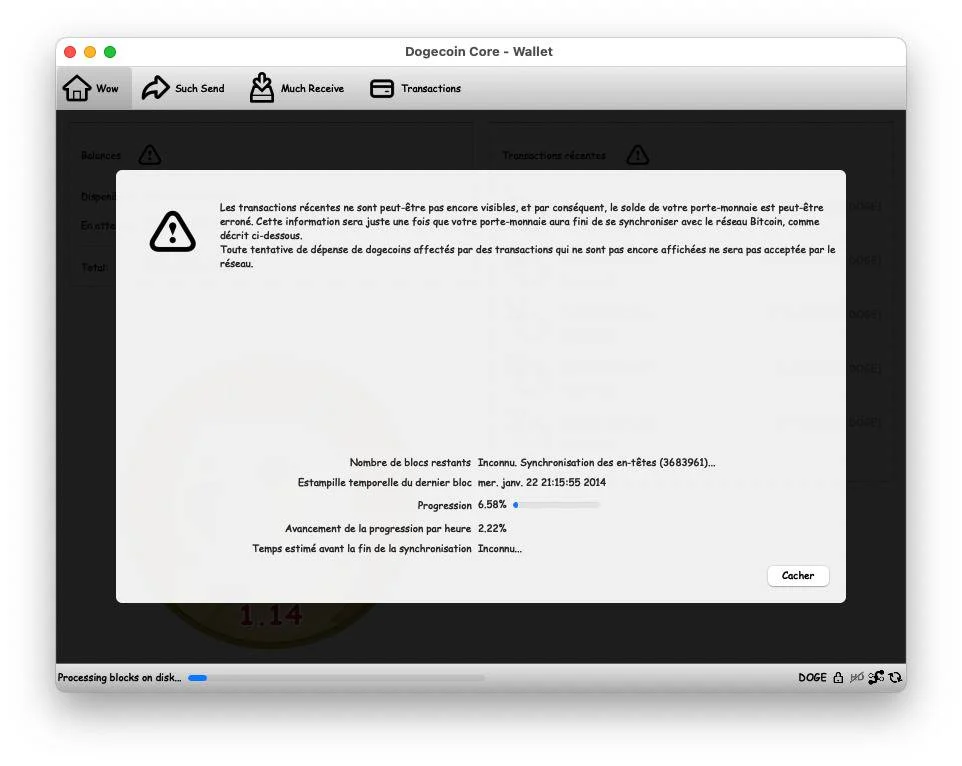 Dogecoin Core - Wallet
Wow Such Send Much Receive Transactions
Balances Transactions récentes
Les transactions récentes ne sont peut-être pas encore visibles, et par conséquent, le solde de votre porte-monnaie est peut-être
erroné. Cette information sera juste une fois que votre porte-monnaie aura fini de se synchroniser avec le réseau Bitcoin, comme
décrit ci-dessous.
Toute tentative de dépense de dogecoins affectés par des transactions qui ne sont pas encore affichées ne sera pas acceptée par le
réseau.
Total:
Nombre de blocs restants Inconnu. Synchronisation des en-têtes (3683961)...
Estampille temporelle du dernier bloc mer. janv. 22 21:15:55 2014
Progression 6.58%
Avancement de la progression par heure 2.22%
Temps estimé avant la fin de la synchronisation Inconnu...
Cacher
1.14
Processing blocks on disk... DOGE HD